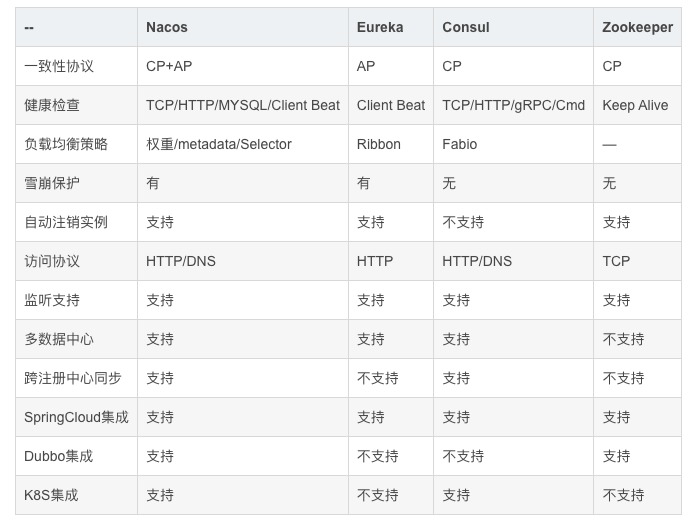 -- Nacos Eureka Consul Zookeeper
一致性协议 CP+AP AP CP CP
健康检查 TCP/HTTP/MYSQL/Client Beat Client Beat TCP/HTTP/gRPC/Cmd Keep Alive
负载均衡策略 权重/metadata/Selector Ribbon Fabio —
雪崩保护 有 有 无 无
自动注销实例 支持 支持 不支持 支持
访问协议 HTTP/DNS HTTP HTTP/DNS TCP
监听支持 支持 支持 支持 支持
多数据中心 支持 支持 支持 不支持
跨注册中心同步 支持 不支持 支持 不支持
SpringCloud集成 支持 支持 支持 支持
Dubbo集成 支持 不支持 不支持 支持
K8S集成 支持 不支持 支持 不支持